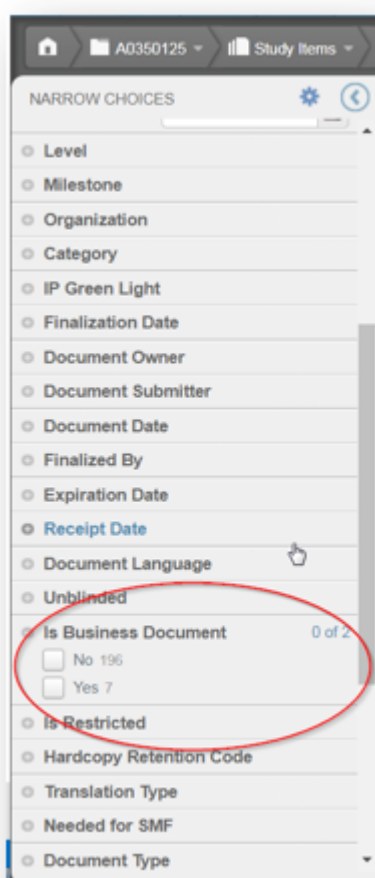 A0350125
Study Items
NARROW CHOICES
Level
Milestone
Organization
Category
IP Green Light
Finalization Date
Document Owner
Document Submitter
Document Date
Finalized By
Expiration Date
Receipt Date
Document Language
Unblinded
Is Business Document 0 of 2
No 196
Yes 7
Is Restricted
Hardcopy Retention Code
Translation Type
Needed for SMF
Document Type